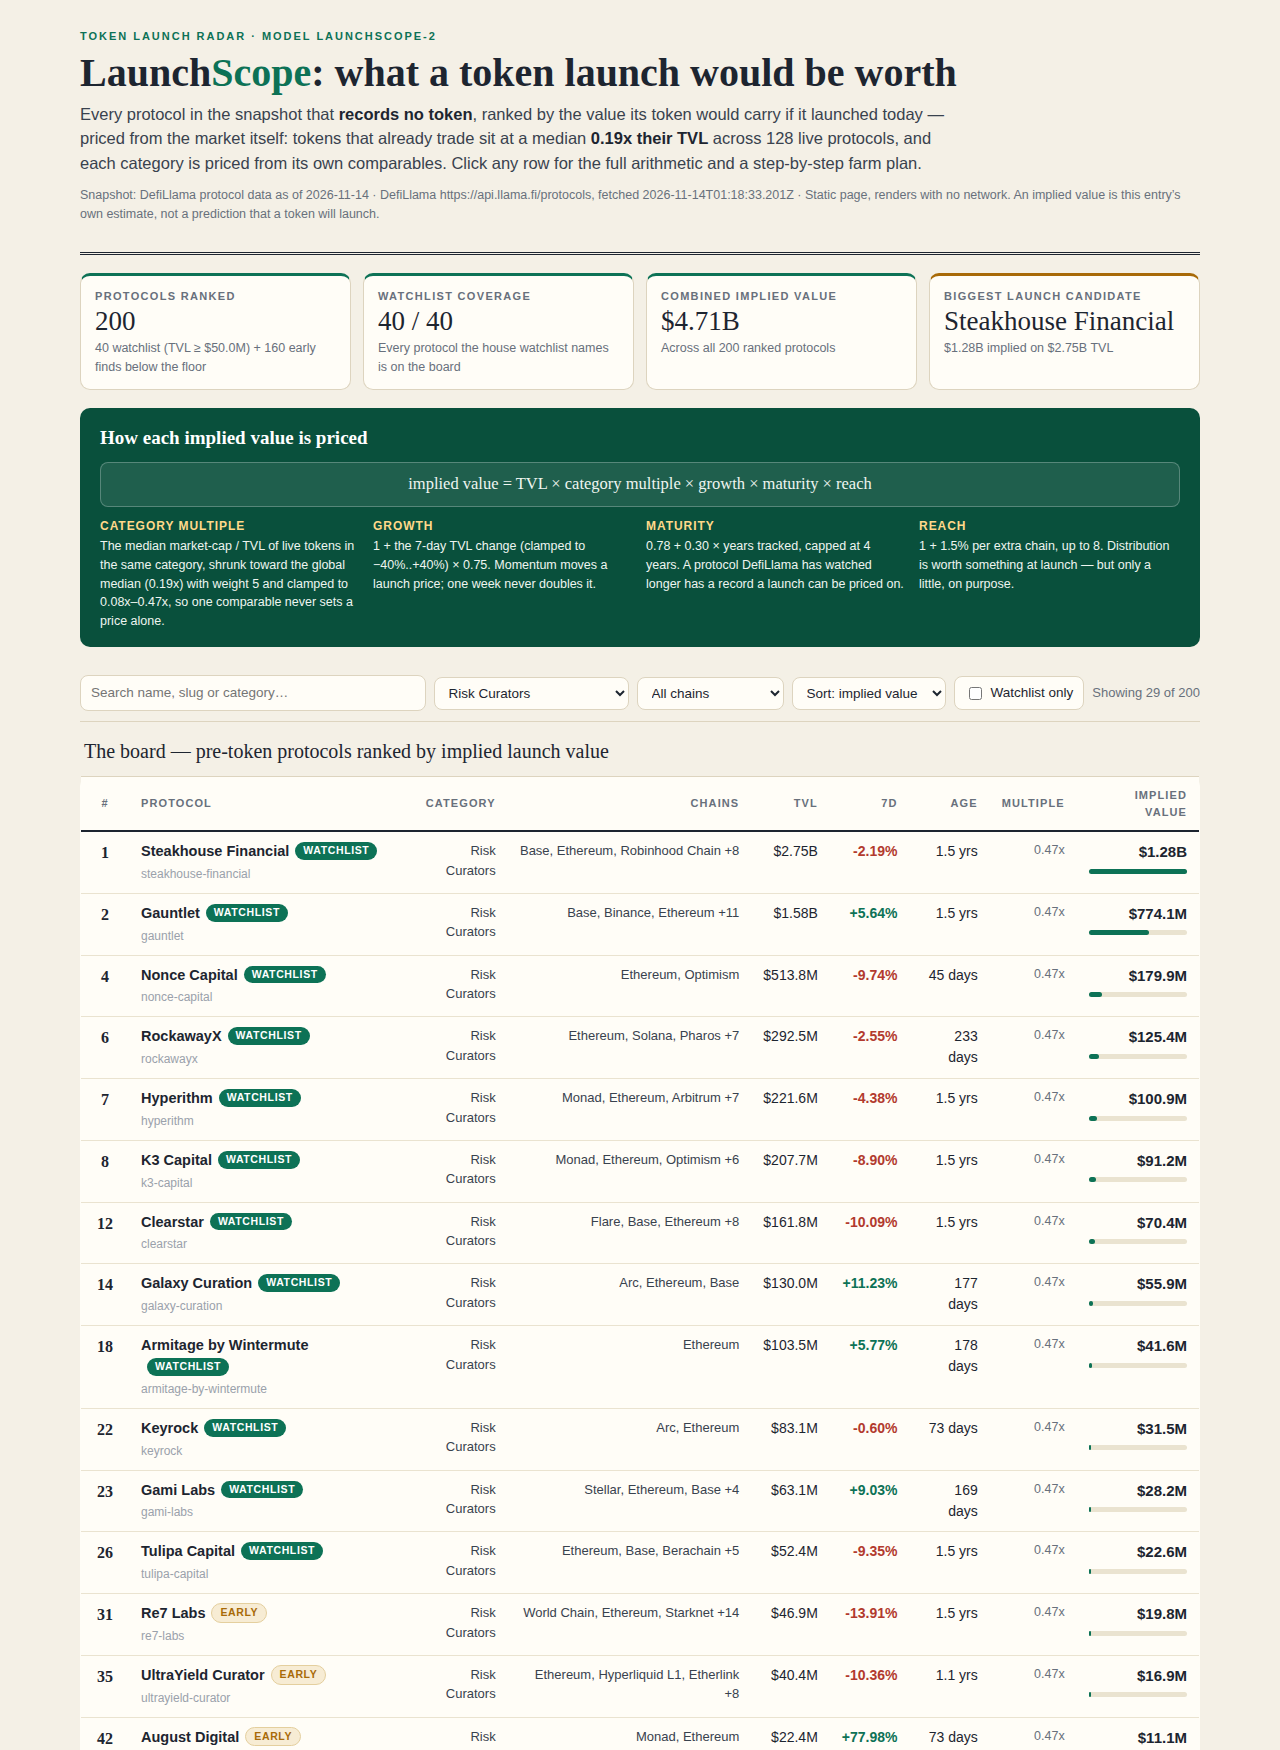 TOKEN LAUNCH RADAR · MODEL LAUNCHSCOPE-2
LaunchScope: what a token launch would be worth
Every protocol in the snapshot that records no token, ranked by the value its token would carry if it launched today —
priced from the market itself: tokens that already trade sit at a median 0.19x their TVL across 128 live protocols, and
each category is priced from its own comparables. Click any row for the full arithmetic and a step-by-step farm plan.
Snapshot: DefiLlama protocol data as of 2026-11-14 · DefiLlama https://api.llama.fi/protocols, fetched 2026-11-14T01:18:33.201Z · Static page, renders with no network. An implied value is this entry's
own estimate, not a prediction that a token will launch.
PROTOCOLS RANKED
200
40 watchlist (TVL ≥ $50.0M) + 160 early
finds below the floor
WATCHLIST COVERAGE
40 / 40
Every protocol the house watchlist names
is on the board
COMBINED IMPLIED VALUE
$4.71B
Across all 200 ranked protocols
BIGGEST LAUNCH CANDIDATE
Steakhouse Financial
$1.28B implied on $2.75B TVL
How each implied value is priced
implied value = TVL × category multiple × growth × maturity × reach
CATEGORY MULTIPLE
The median market-cap / TVL of live tokens in
the same category, shrunk toward the global
median (0.19x) with weight 5 and clamped to
0.08x–0.47x, so one comparable never sets a
price alone.
GROWTH
1 + the 7-day TVL change (clamped to
−40%..+40%) × 0.75. Momentum moves a
launch price; one week never doubles it.
MATURITY
0.78 + 0.30 × years tracked, capped at 4
years. A protocol DefiLlama has watched
longer has a record a launch can be priced on.
REACH
1 + 1.5% per extra chain, up to 8. Distribution
is worth something at launch — but only a
little, on purpose.
Search name, slug or category…
Risk Curators
All chains
Sort: implied value
Watchlist only
Showing 29 of 200
The board — pre-token protocols ranked by implied launch value
# PROTOCOL CATEGORY CHAINS TVL 7D AGE MULTIPLE IMPLIED
VALUE
1 Steakhouse Financial WATCHLIST Risk Base, Ethereum, Robinhood Chain +8 $2.75B -2.19% 1.5 yrs 0.47x $1.28B
steakhouse-financial Curators
2 Gauntlet WATCHLIST Risk Base, Binance, Ethereum +11 $1.58B +5.64% 1.5 yrs 0.47x $774.1M
gauntlet Curators
4 Nonce Capital WATCHLIST Risk Ethereum, Optimism $513.8M -9.74% 45 days 0.47x $179.9M
nonce-capital Curators
6 RockawayX WATCHLIST Risk Ethereum, Solana, Pharos +7 $292.5M -2.55% 233 0.47x $125.4M
rockawayx Curators days
7 Hyperithm WATCHLIST Risk Monad, Ethereum, Arbitrum +7 $221.6M -4.38% 1.5 yrs 0.47x $100.9M
hyperithm Curators
8 K3 Capital WATCHLIST Risk Monad, Ethereum, Optimism +6 $207.7M -8.90% 1.5 yrs 0.47x $91.2M
k3-capital Curators
12 Clearstar WATCHLIST Risk Flare, Base, Ethereum +8 $161.8M -10.09% 1.5 yrs 0.47x $70.4M
clearstar Curators
14 Galaxy Curation WATCHLIST Risk Arc, Ethereum, Base $130.0M +11.23% 177 0.47x $55.9M
galaxy-curation Curators days
18 Armitage by Wintermute Risk Ethereum $103.5M +5.77% 178 0.47x $41.6M
WATCHLIST Curators days
armitage-by-wintermute
22 Keyrock WATCHLIST Risk Arc, Ethereum $83.1M -0.60% 73 days 0.47x $31.5M
keyrock Curators
23 Gami Labs WATCHLIST Risk Stellar, Ethereum, Base +4 $63.1M +9.03% 169 0.47x $28.2M
gami-labs Curators days
26 Tulipa Capital WATCHLIST Risk Ethereum, Base, Berachain +5 $52.4M -9.35% 1.5 yrs 0.47x $22.6M
tulipa-capital Curators
31 Re7 Labs EARLY Risk World Chain, Ethereum, Starknet +14 $46.9M -13.91% 1.5 yrs 0.47x $19.8M
re7-labs Curators
35 UltraYield Curator EARLY Risk Ethereum, Hyperliquid L1, Etherlink $40.4M -10.36% 1.1 yrs 0.47x $16.9M
ultrayield-curator Curators +8
42 August Digital EARLY Risk Monad, Ethereum $22.4M +77.98% 73 days 0.47x $11.1M